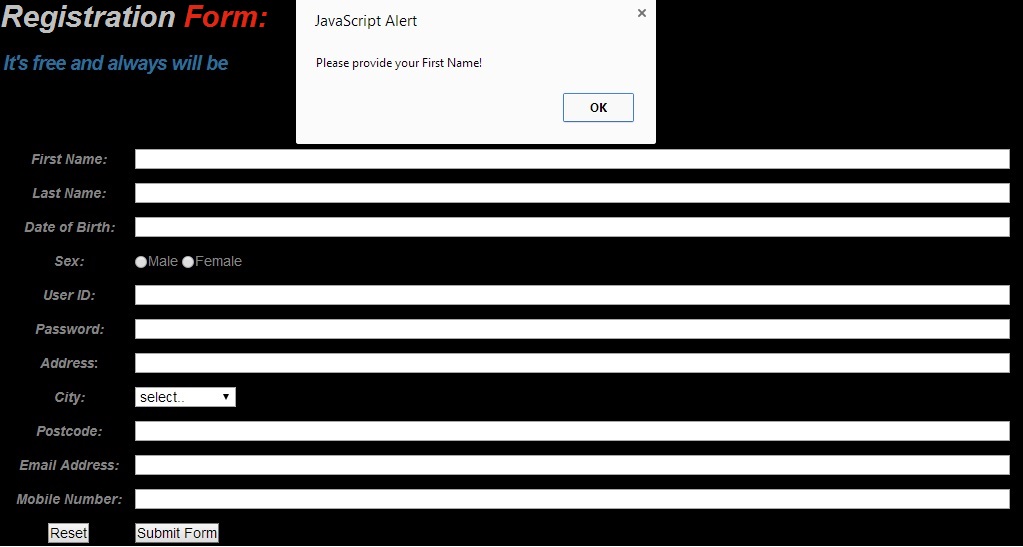 Registration Form:
It's free and always will be
JavaScript Alert
×
Please provide your First Name!
OK
First Name:
Last Name:
Date of Birth:
Sex: Male Female
User ID:
Password:
Address:
City: select..
Postcode:
Email Address:
Mobile Number:
Reset Submit Form